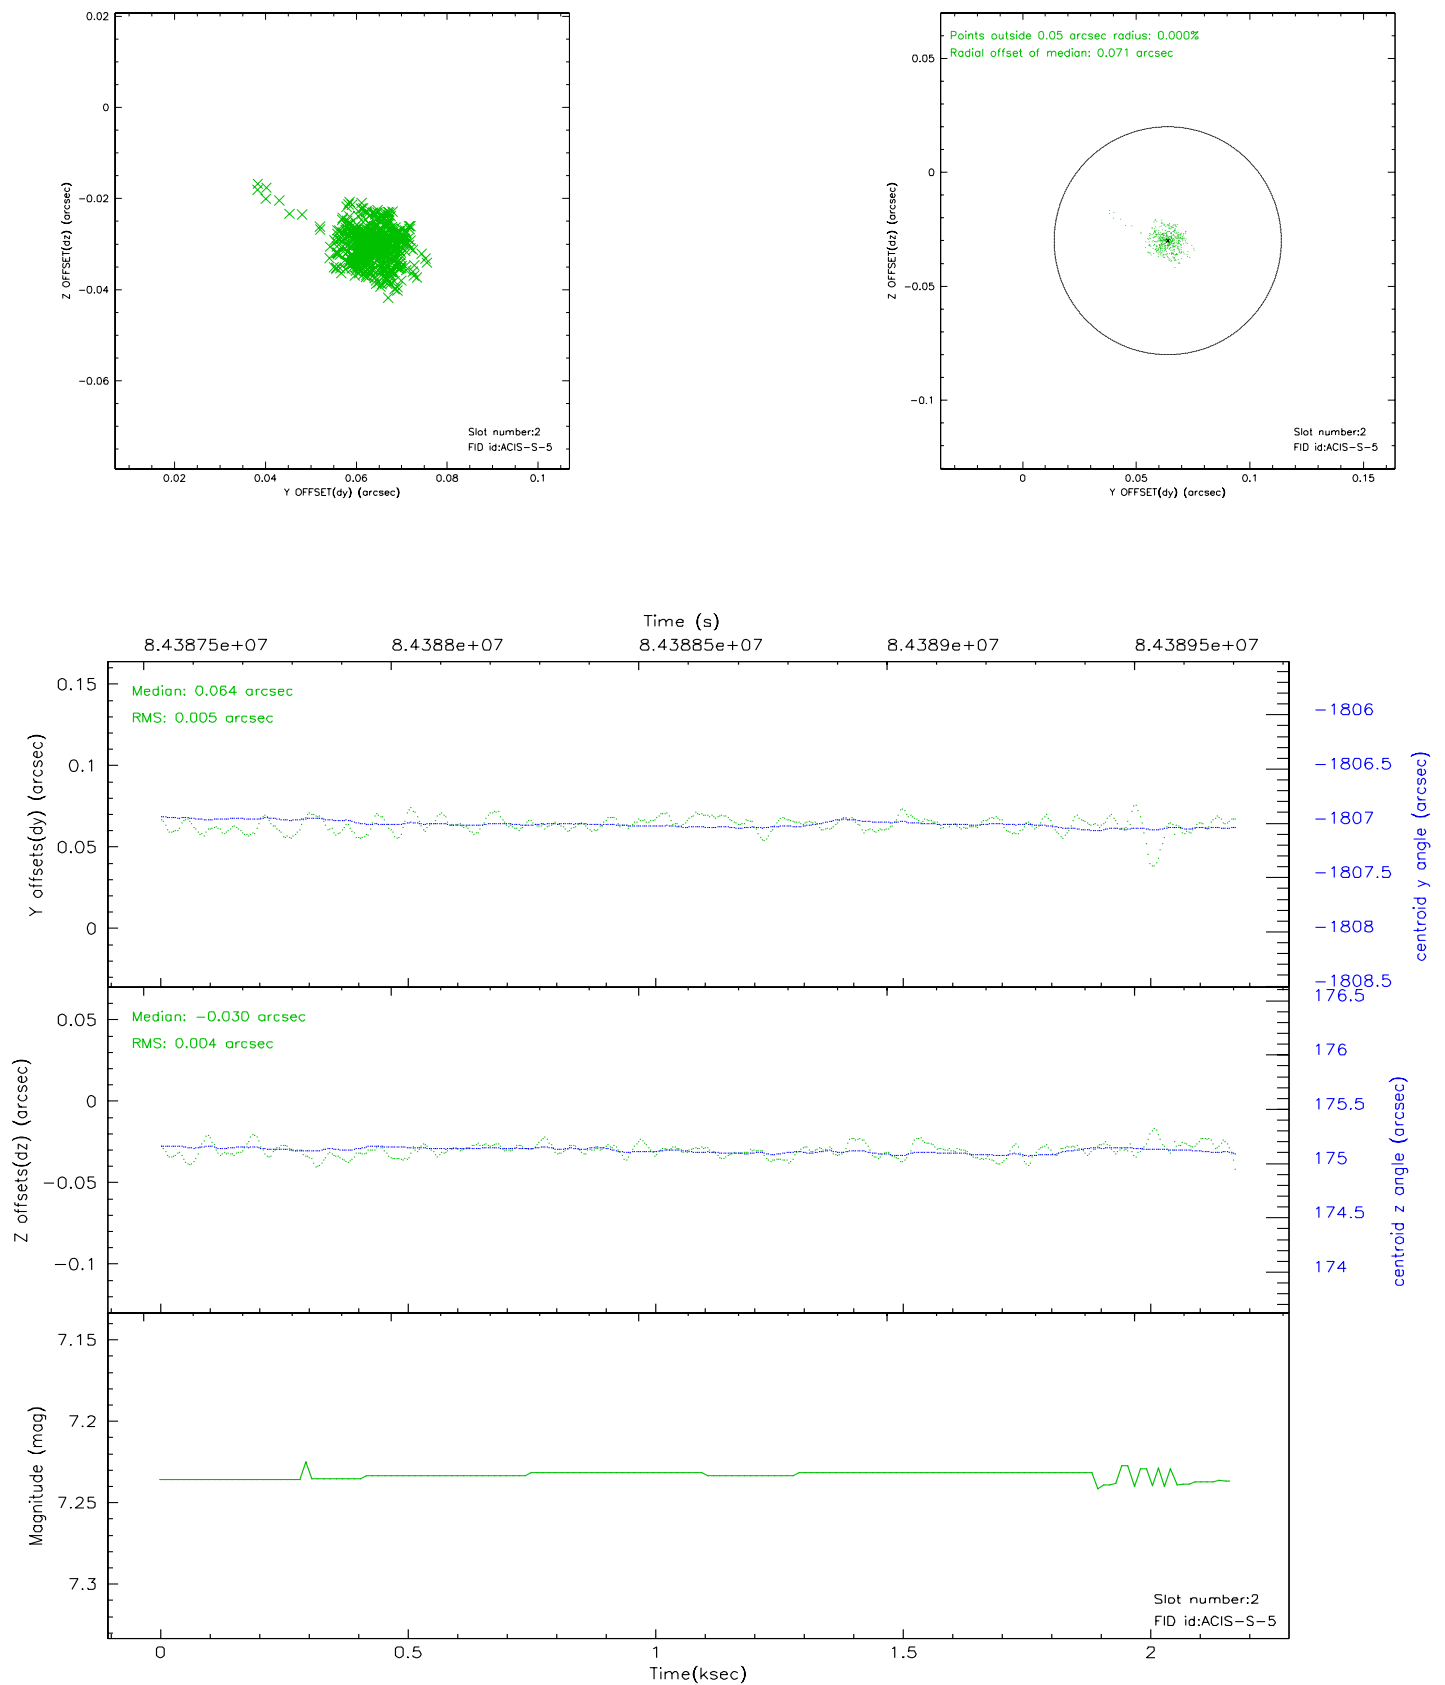 0.02
0
−0.02
−0.04
−0.06
Z OFFSET(dz) (arcsec)
Slot number:2
FID id:ACIS−S−5
0.02 0.04 0.06 0.08 0.1
Y OFFSET(dy) (arcsec)
Points outside 0.05 arcsec radius: 0.000%
Radial offset of median: 0.071 arcsec
0.05
0
−0.05
−0.1
Z OFFSET(dz) (arcsec)
Slot number:2
FID id:ACIS−S−5
0 0.05 0.1 0.15
Y OFFSET(dy) (arcsec)
Time (s)
8.43875e+07 8.4388e+07 8.43885e+07 8.4389e+07 8.43895e+07
Median: 0.064 arcsec
RMS: 0.005 arcsec
0.15
0.1
0.05
0
Y offsets(dy) (arcsec)
−1806
−1806.5
−1807
−1807.5
−1808
−1808.5
centroid y angle (arcsec)
Median: −0.030 arcsec
RMS: 0.004 arcsec
0.05
0
−0.05
−0.1
Z offsets(dz) (arcsec)
176.5
176
175.5
175
174.5
174
centroid z angle (arcsec)
7.15
7.2
7.25
7.3
Magnitude (mag)
Slot number:2
FID id:ACIS−S−5
0 0.5 1 1.5 2
Time(ksec)